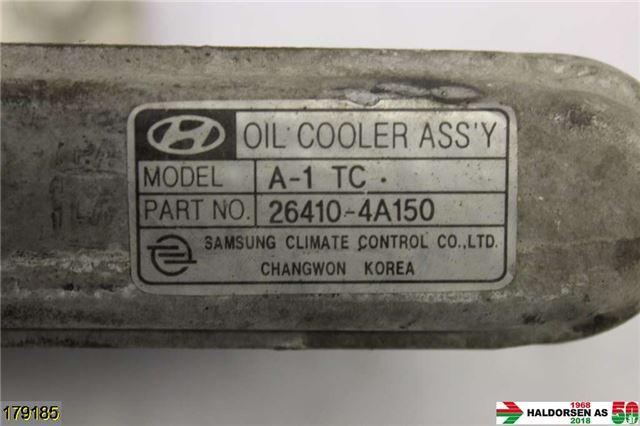 OIL COOLER ASS'Y
MODEL A-1 TC
PART NO. 26410-4A150
SAMSUNG CLIMATE CONTROL CO.,LTD.
CHANGWON KOREA
179185
1968
HALDORSEN AS 50
2018